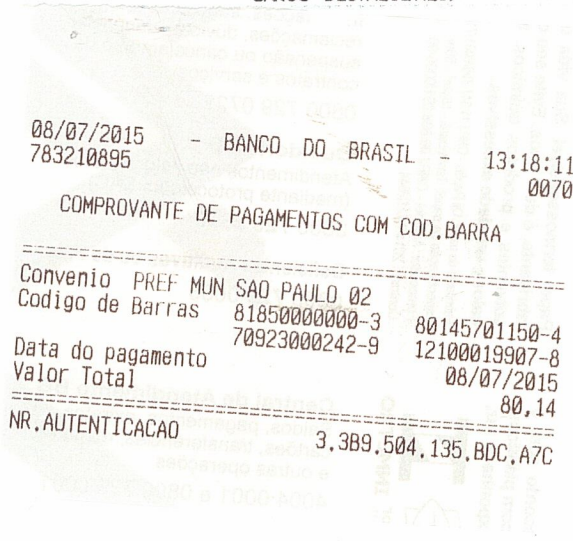 08/07/2015 - BANCO DO BRASIL - 13:18:11
783210895 0070
COMPROVANTE DE PAGAMENTOS COM COD.BARRA
Convenio PREF MUN SAO PAULO 02
Codigo de Barras 81850000000-3 80145701150-4
70923000242-9 12100019907-8
Data do pagamento 08/07/2015
Valor Total 80,14
NR.AUTENTICACAO 3.3B9.504.135.BDC.A7C